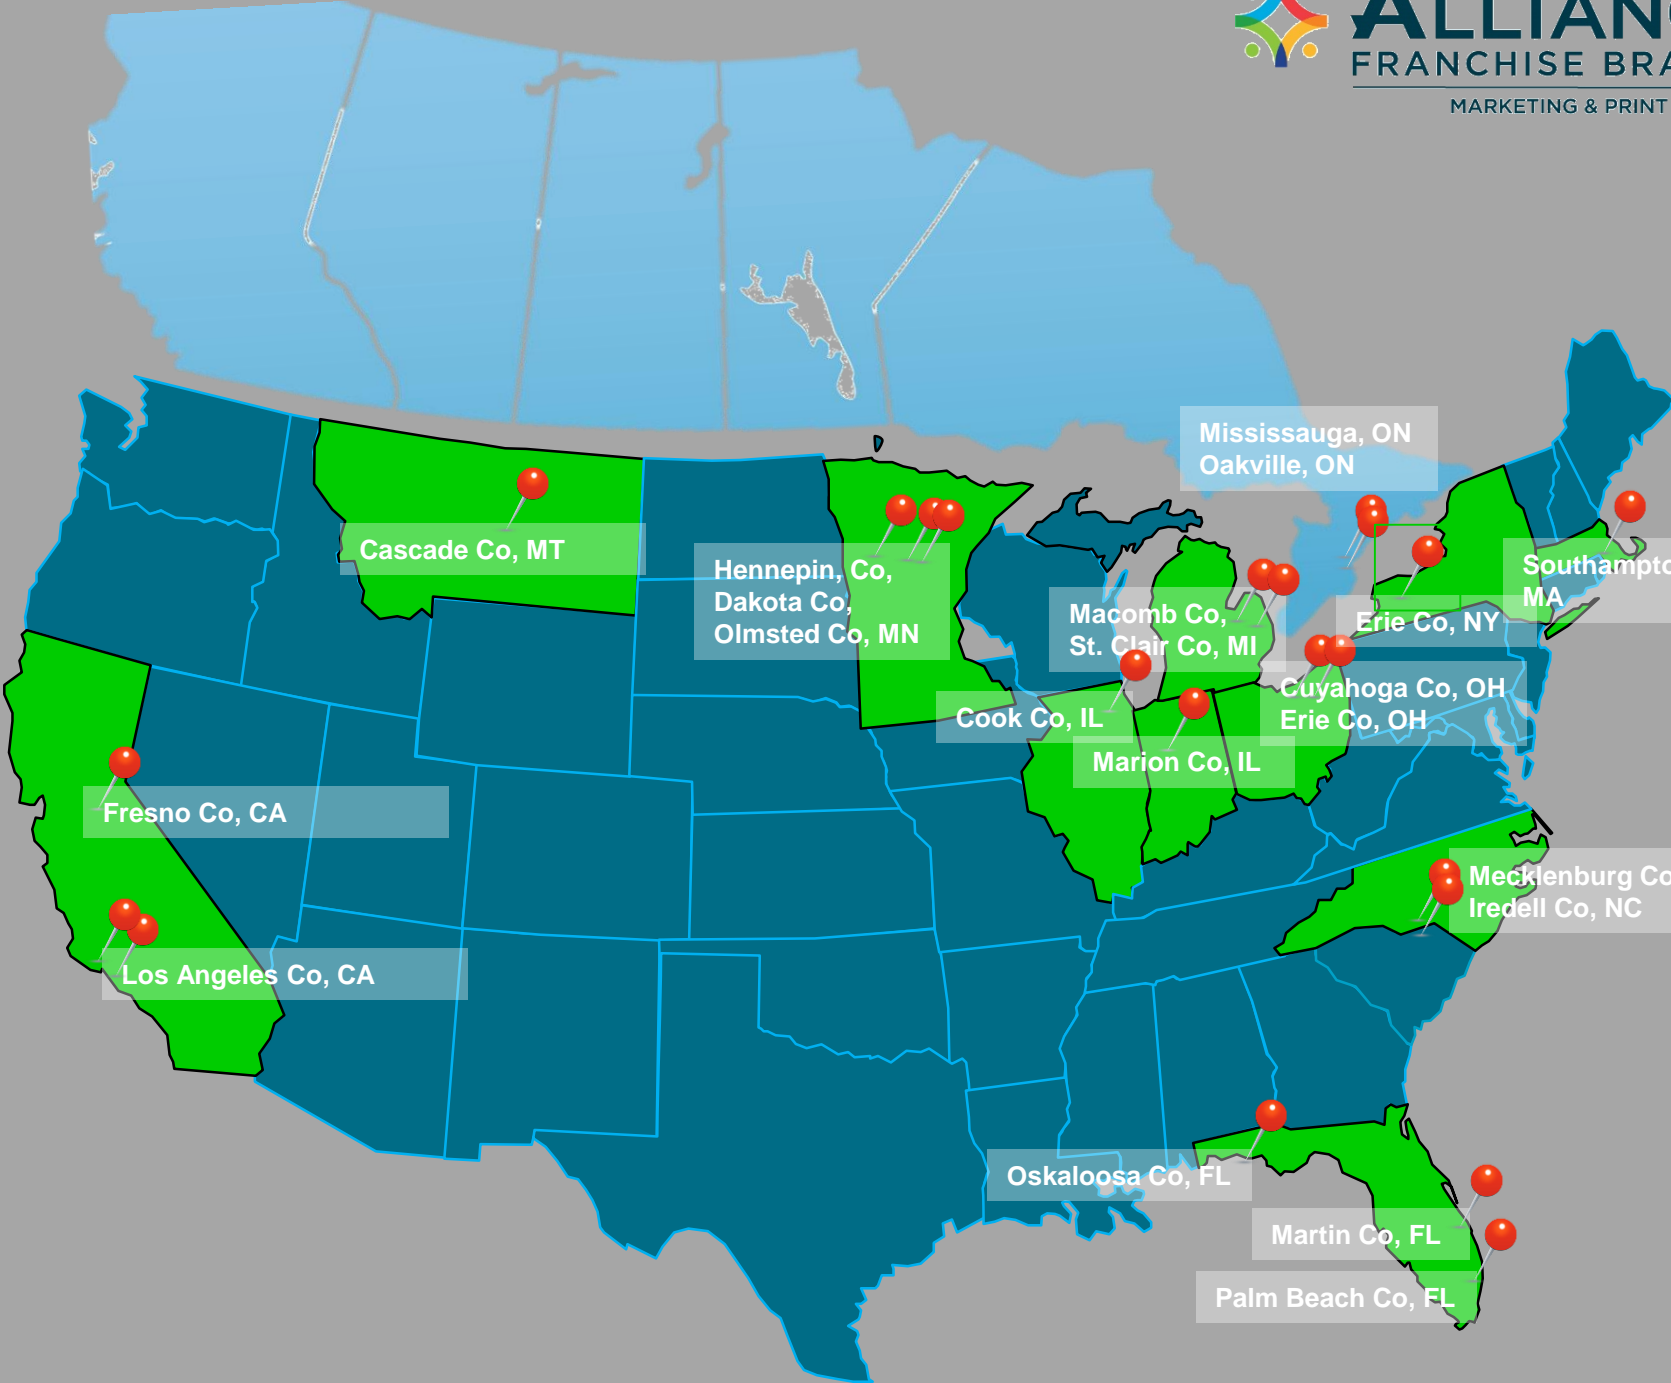 ALLIANC
FRANCHISE BRA
MARKETING & PRINT
Mississauga, ON
Oakville, ON
Cascade Co, MT
Hennepin, Co,
Dakota Co,
Olmsted Co, MN
Southampto
MA
Macomb Co,
St. Clair Co, MI
Erie Co, NY
Cuyahoga Co, OH
Erie Co, OH
Cook Co, IL
Marion Co, IL
Fresno Co, CA
Mecklenburg Co
Iredell Co, NC
Los Angeles Co, CA
Oskaloosa Co, FL
Martin Co, FL
Palm Beach Co, FL